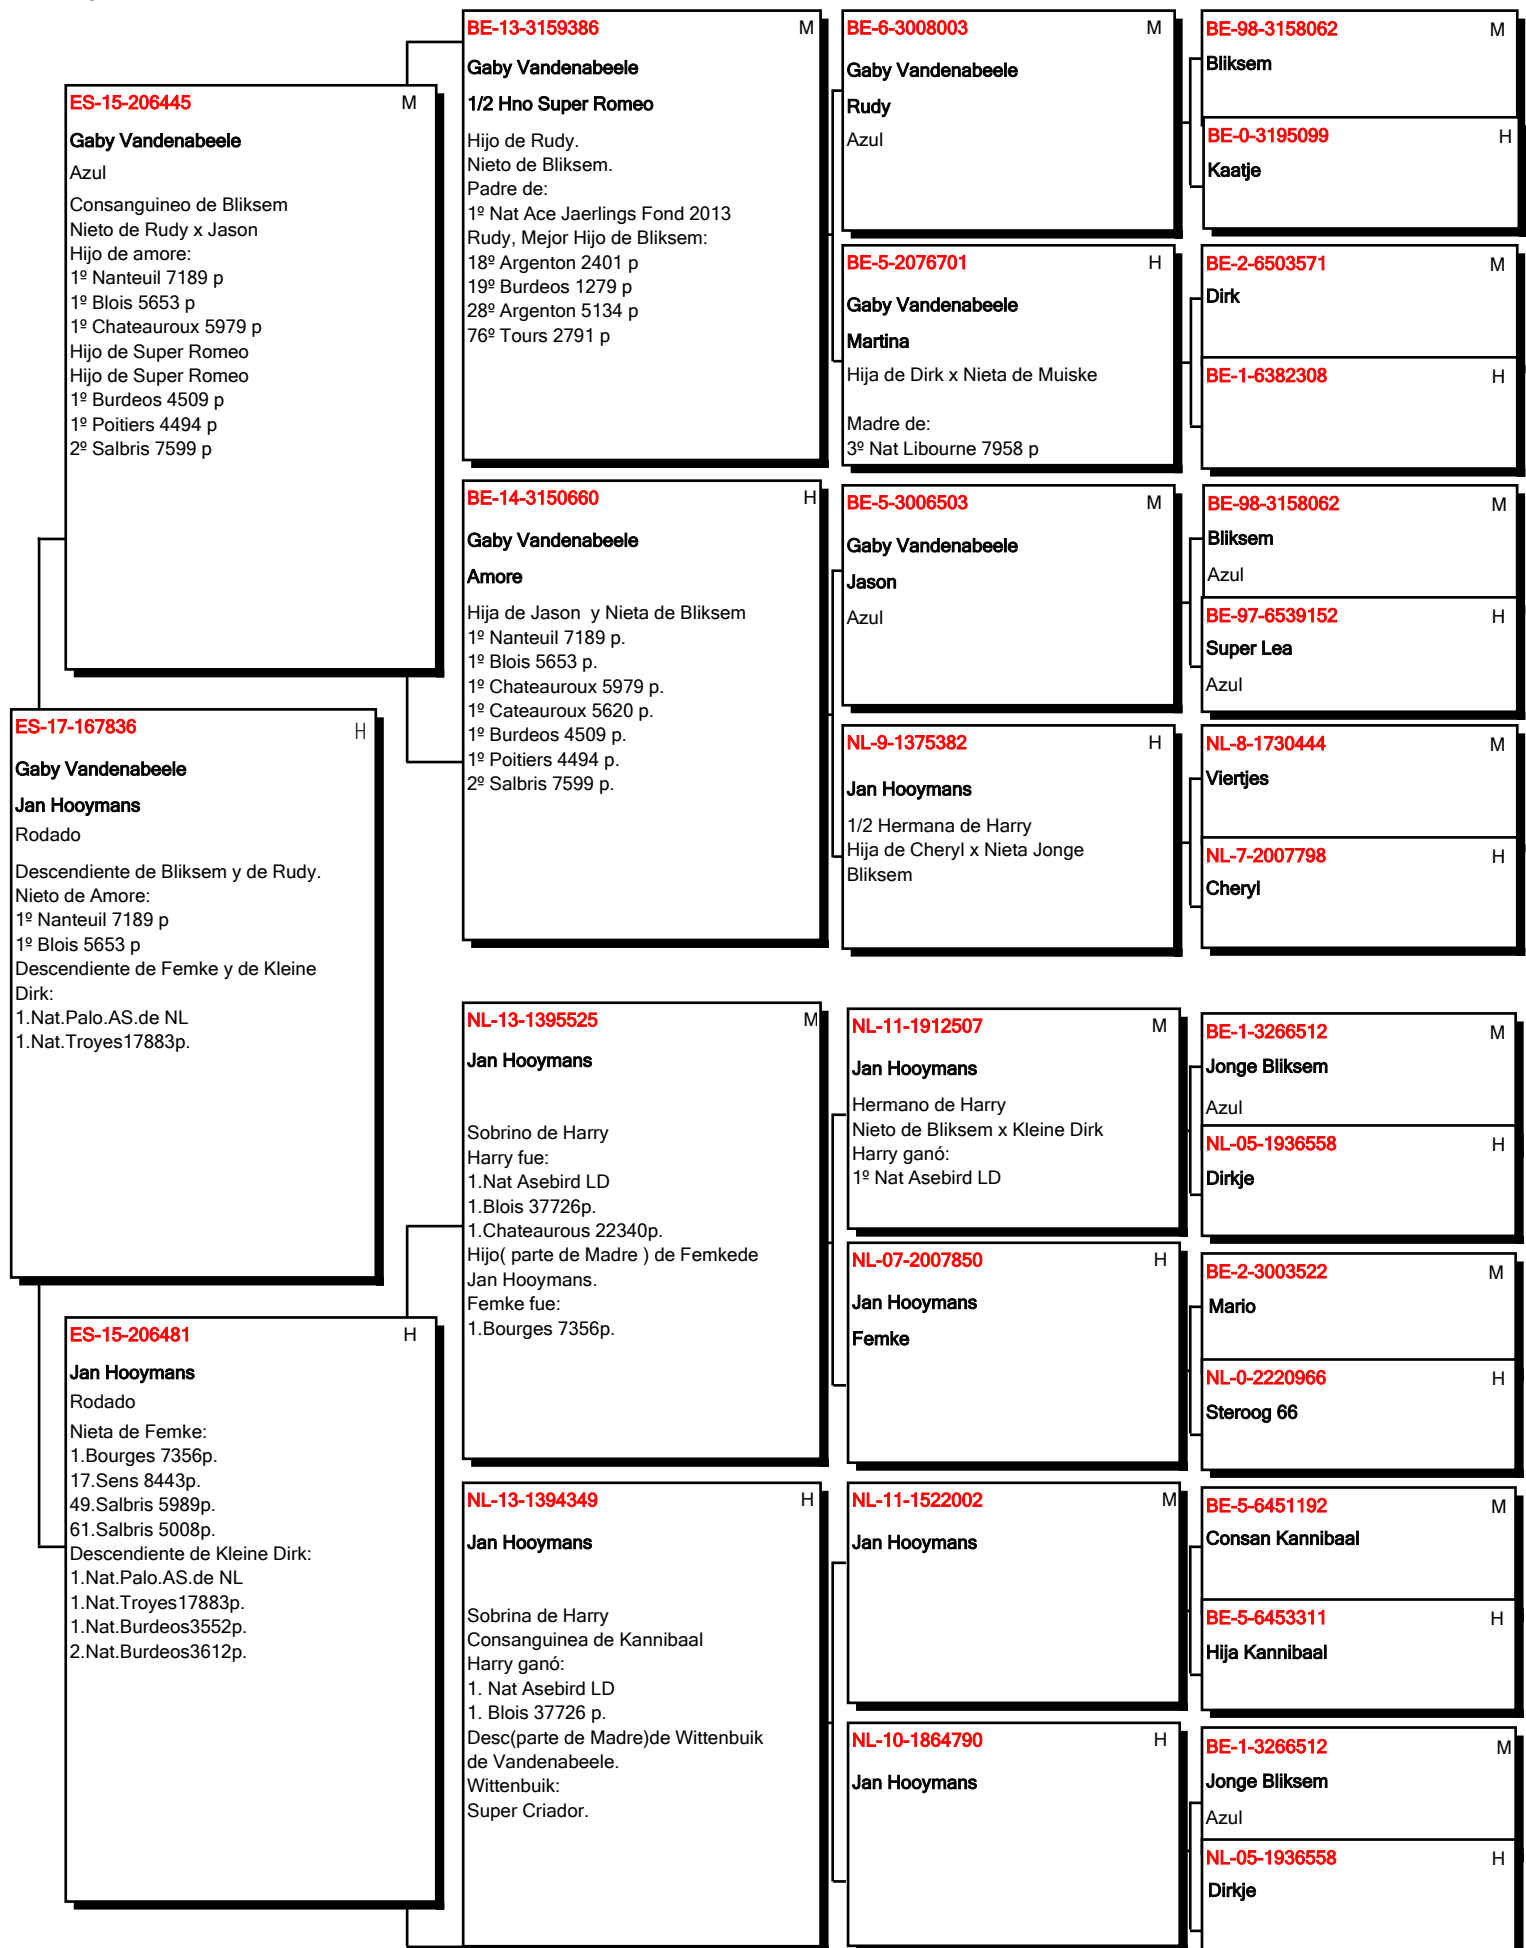 ES-17-167836 H
Gaby Vandenabeele
Jan Hooymans
Rodado
Descendiente de Bliksem y de Rudy.
Nieto de Amore:
1º Nanteuil 7189 p
1º Blois 5653 p
Descendiente de Femke y de Kleine
Dirk:
1.Nat.Palo.AS.de NL
1.Nat.Troyes17883p.
ES-15-206445 M
Gaby Vandenabeele
Azul
Consanguineo de Bliksem
Nieto de Rudy x Jason
Hijo de amore:
1º Nanteuil 7189 p
1º Blois 5653 p
1º Chateauroux 5979 p
Hijo de Super Romeo
Hijo de Super Romeo
1º Burdeos 4509 p
1º Poitiers 4494 p
2º Salbris 7599 p
ES-15-206481 H
Jan Hooymans
Rodado
Nieta de Femke:
1.Bourges 7356p.
17.Sens 8443p.
49.Salbris 5989p.
61.Salbris 5008p.
Descendiente de Kleine Dirk:
1.Nat.Palo.AS.de NL
1.Nat.Troyes17883p.
1.Nat.Burdeos3552p.
2.Nat.Burdeos3612p.
BE-13-3159386 M
Gaby Vandenabeele
1/2 Hno Super Romeo
Hijo de Rudy.
Nieto de Bliksem.
Padre de:
1º Nat Ace Jaerlings Fond 2013
Rudy, Mejor Hijo de Bliksem:
18º Argenton 2401 p
19º Burdeos 1279 p
28º Argenton 5134 p
76º Tours 2791 p
BE-14-3150660 H
Gaby Vandenabeele
Amore
Hija de Jason  y Nieta de Bliksem
1º Nanteuil 7189 p.
1º Blois 5653 p.
1º Chateauroux 5979 p.
1º Cateauroux 5620 p.
1º Burdeos 4509 p.
1º Poitiers 4494 p.
2º Salbris 7599 p.
NL-13-1395525 M
Jan Hooymans
Sobrino de Harry
Harry fue:
1.Nat Asebird LD
1.Blois 37726p.
1.Chateaurous 22340p.
Hijo( parte de Madre ) de Femkede
Jan Hooymans.
Femke fue:
1.Bourges 7356p.
NL-13-1394349 H
Jan Hooymans
Sobrina de Harry
Consanguinea de Kannibaal
Harry ganó:
1. Nat Asebird LD
1. Blois 37726 p.
Desc(parte de Madre)de Wittenbuik
de Vandenabeele.
Wittenbuik:
Super Criador.
BE-6-3008003 M
Gaby Vandenabeele
Rudy
Azul
BE-5-2076701 H
Gaby Vandenabeele
Martina
Hija de Dirk x Nieta de Muiske
Madre de:
3º Nat Libourne 7958 p
BE-5-3006503 M
Gaby Vandenabeele
Jason
Azul
NL-9-1375382 H
Jan Hooymans
1/2 Hermana de Harry
Hija de Cheryl x Nieta Jonge
Bliksem
NL-11-1912507 M
Jan Hooymans
Hermano de Harry
Nieto de Bliksem x Kleine Dirk
Harry ganó:
1º Nat Asebird LD
NL-07-2007850 H
Jan Hooymans
Femke
NL-11-1522002 M
Jan Hooymans
NL-10-1864790 H
Jan Hooymans
BE-98-3158062 M
Bliksem
BE-0-3195099 H
Kaatje
BE-2-6503571 M
Dirk
BE-1-6382308 H
BE-98-3158062 M
Bliksem
Azul
BE-97-6539152 H
Super Lea
Azul
NL-8-1730444 M
Viertjes
NL-7-2007798 H
Cheryl
BE-1-3266512 M
Jonge Bliksem
Azul
NL-05-1936558 H
Dirkje
BE-2-3003522 M
Mario
NL-0-2220966 H
Steroog 66
BE-5-6451192 M
Consan Kannibaal
BE-5-6453311 H
Hija Kannibaal
BE-1-3266512 M
Jonge Bliksem
Azul
NL-05-1936558 H
Dirkje